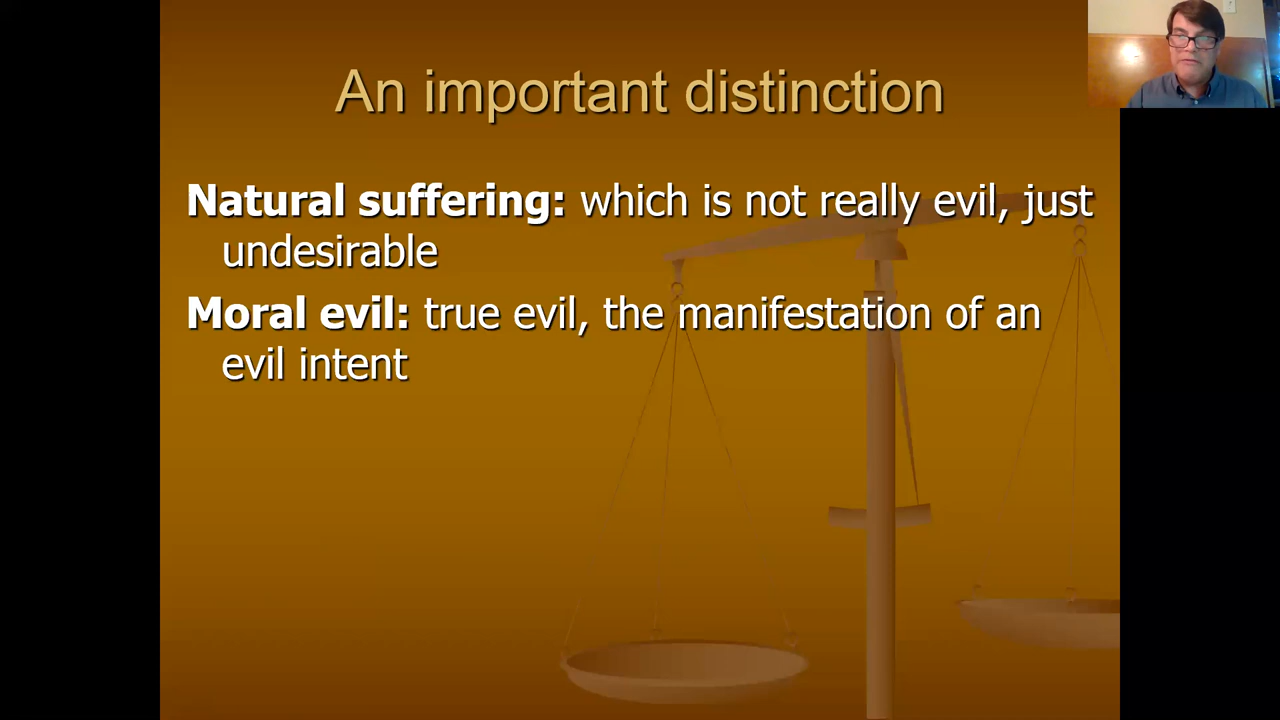 An important distinction
Natural suffering: which is not really evil, just
undesirable
Moral evil: true evil, the manifestation of an
evil intent